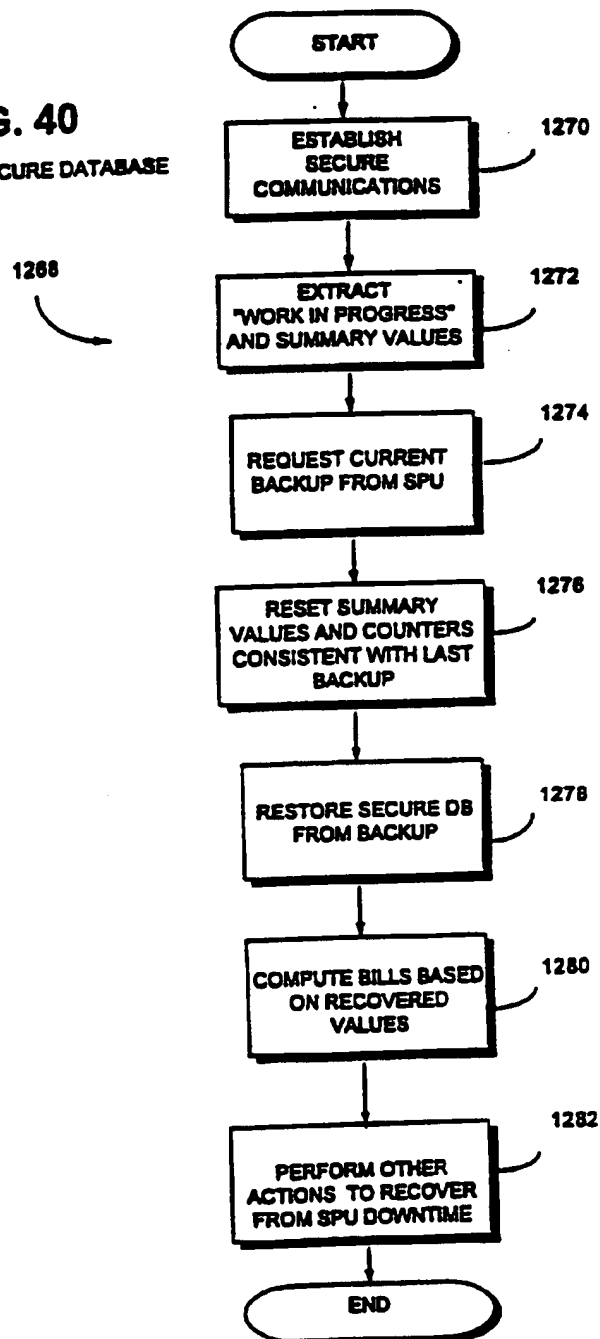 START
G. 40
CURE DATABASE
1268
ESTABLISH
SECURE
COMMUNICATIONS
1270
EXTRACT
"WORK IN PROGRESS"
AND SUMMARY VALUES
1272
REQUEST CURRENT
BACKUP FROM SPU
1274
RESET SUMMARY
VALUES AND COUNTERS
CONSISTENT WITH LAST
BACKUP
1276
RESTORE SECURE DB
FROM BACKUP
1278
COMPUTE BILLS BASED
ON RECOVERED
VALUES
1280
PERFORM OTHER
ACTIONS TO RECOVER
FROM SPU DOWNTIME
1282
END